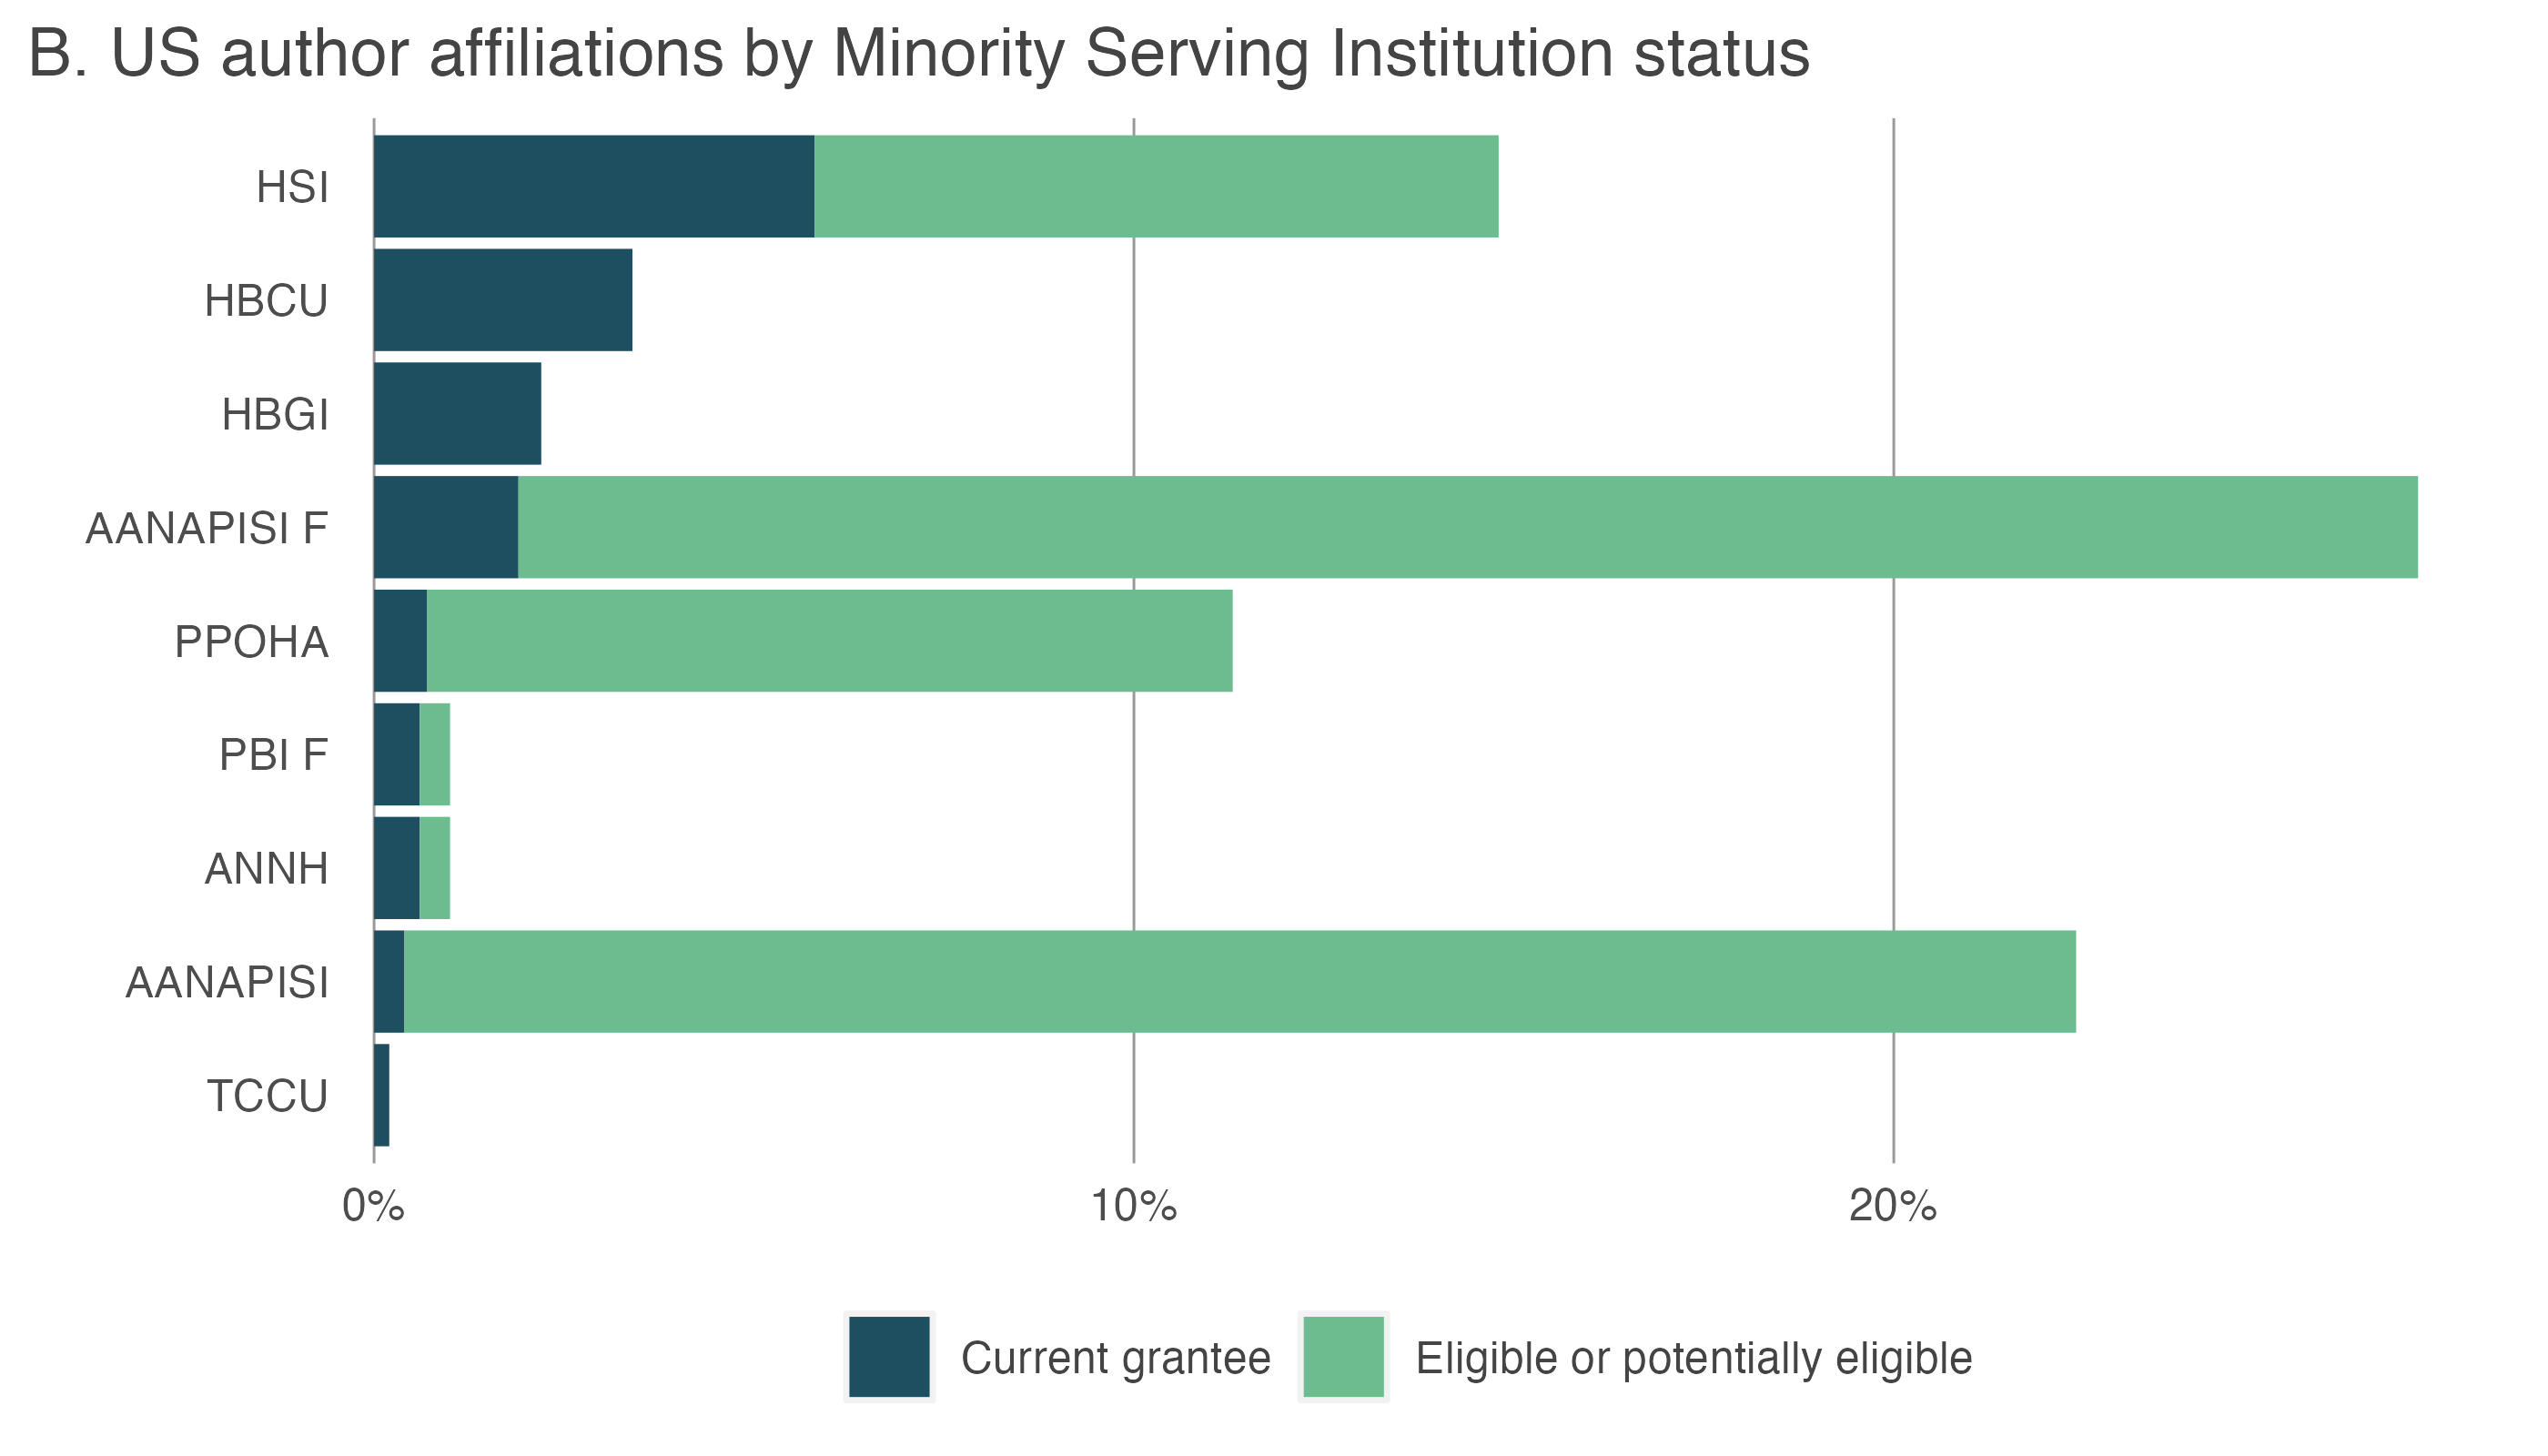 B. US author affiliations by Minority Serving Institution status
HSI
HBCU
HBGI
AANAPISI F
PPOHA
PBI F
ANNH
AANAPISI
TCCU
0% 10% 20%
Current grantee Eligible or potentially eligible